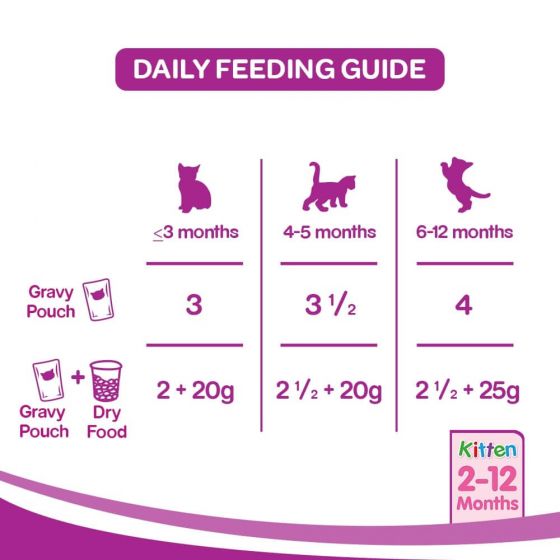 DAILY FEEDING GUIDE
≤3 months
4-5 months
6-12 months
Gravy
Pouch
3
3 1/2
4
+
Gravy
Pouch
Dry
Food
2 + 20g
2 1/2 + 20g
2 1/2 + 25g
Kitten
2-12
Months